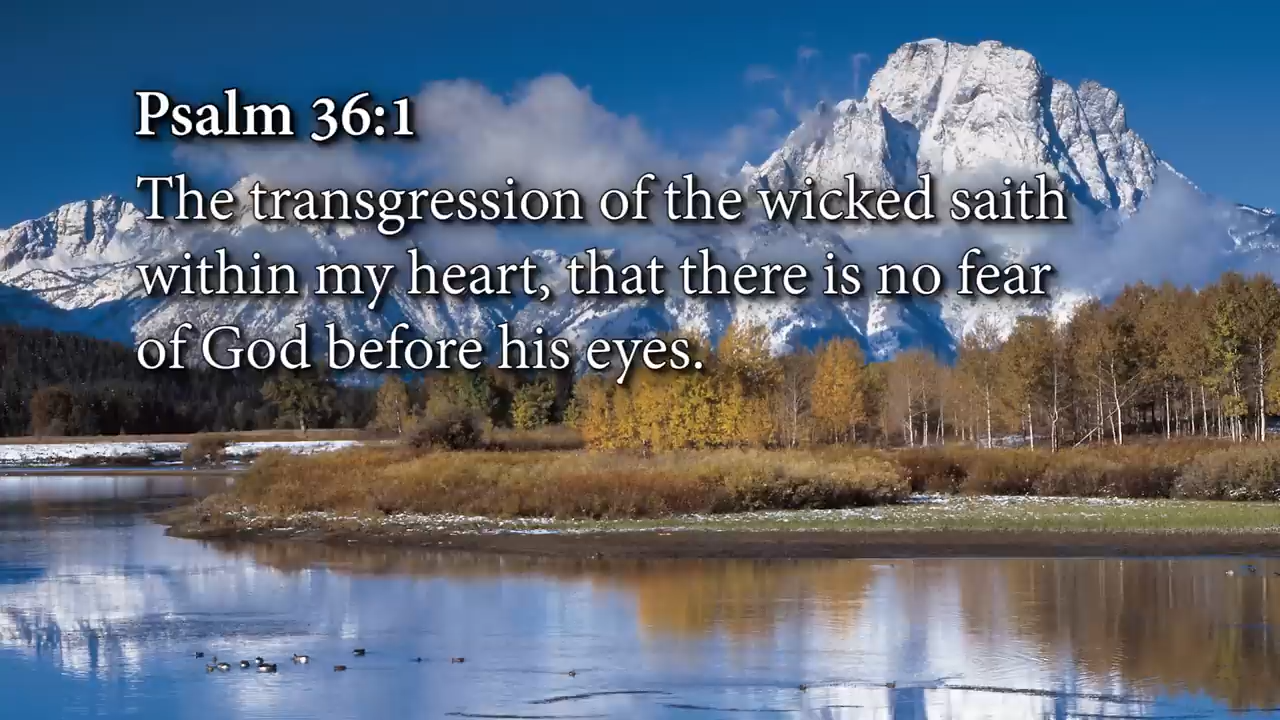 Psalm 36:1
The transgression of the wicked saith
within my heart, that there is no fear
of God before his eyes.